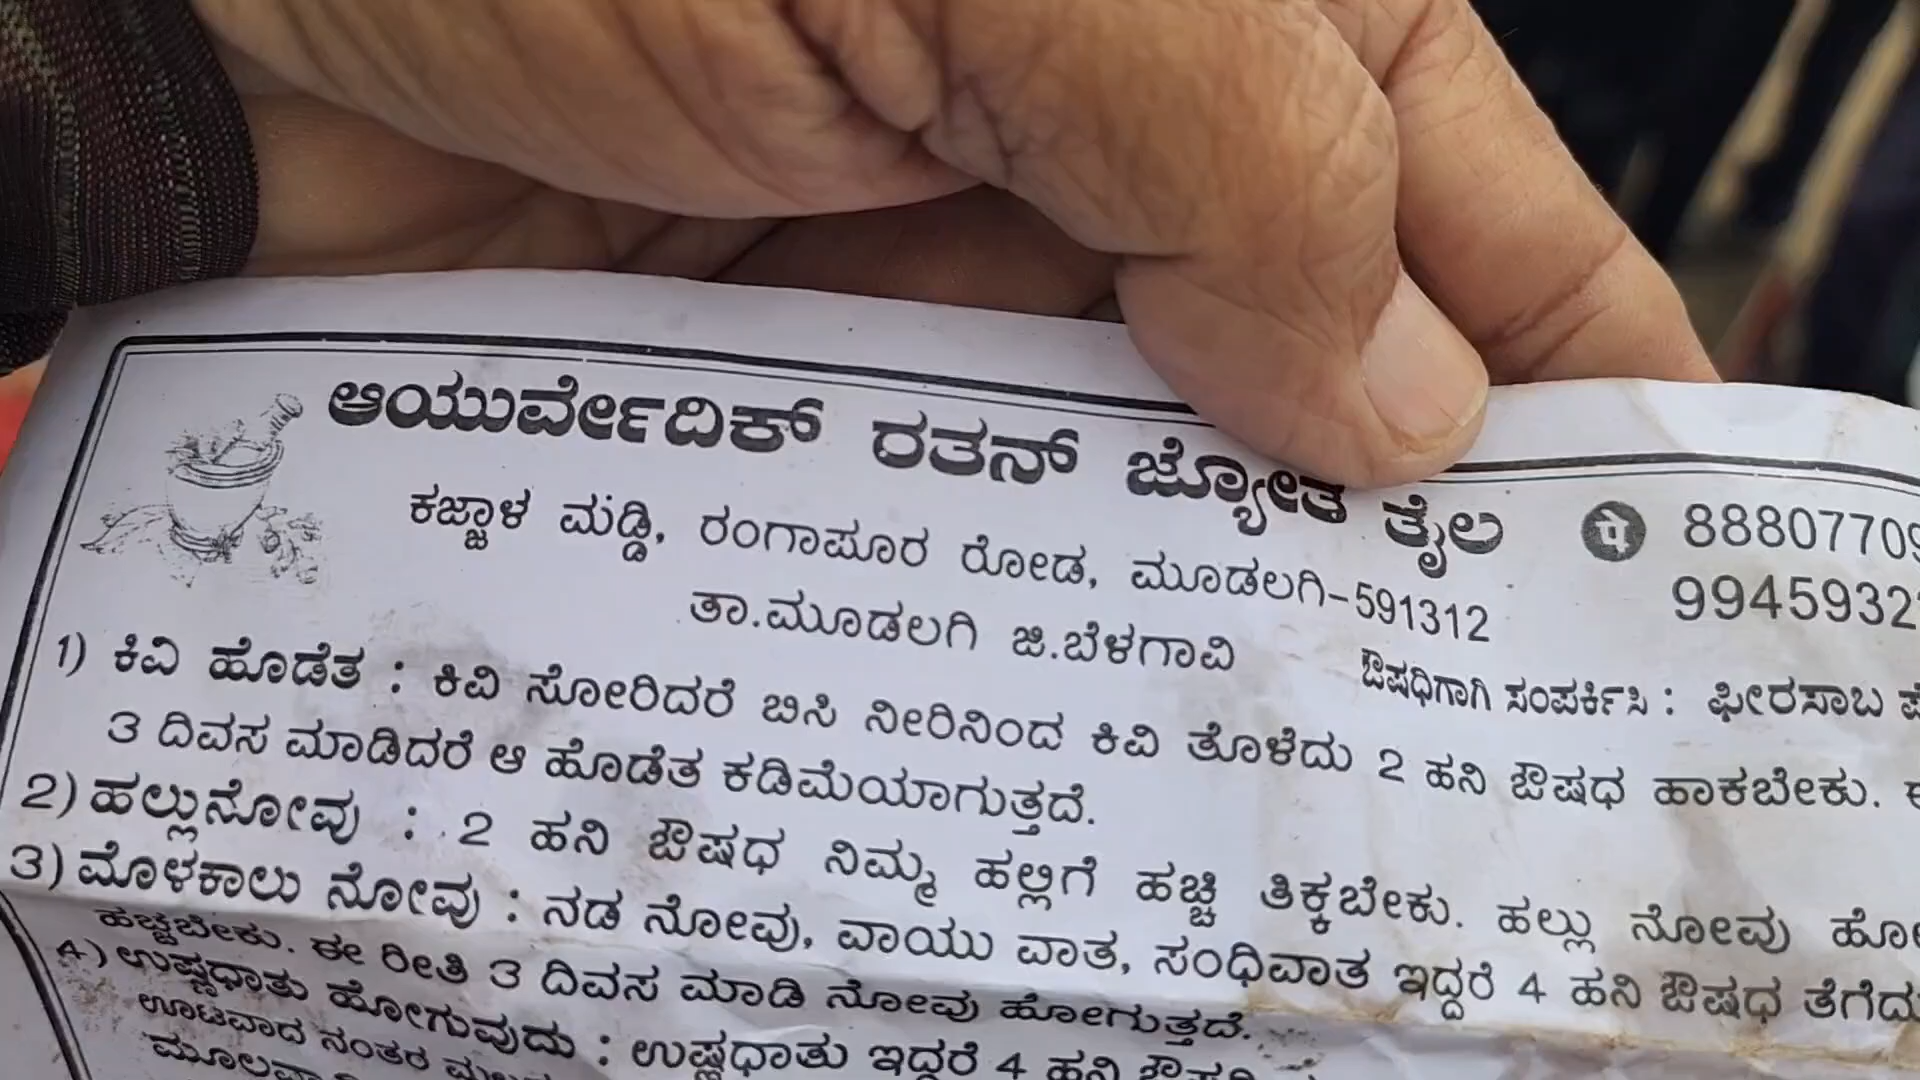 ಆಯುರ್ವೇದಿಕ್ ರತನ್ ಜ್ಯೋತ ತೈಲ
ಕಜ್ಜಾಳ ಮಡ್ಡಿ, ರಂಗಾಪೂರ ರೋಡ, ಮೂಡಲಗಿ-591312
ತಾ.ಮೂಡಲಗಿ ಜಿ.ಬೆಳಗಾವಿ
पे 88807709
9945932
ಔಷಧಿಗಾಗಿ ಸಂಪರ್ಕಿಸಿ : ಫೀರಸಾಬ
1) ಕಿವಿ ಹೊಡೆತ : ಕಿವಿ ಸೋರಿದರೆ ಬಿಸಿ ನೀರಿನಿಂದ ಕಿವಿ ತೊಳೆದು 2 ಹನಿ ಔಷಧ ಹಾಕಬೇಕು.
3 ದಿವಸ ಮಾಡಿದರೆ ಆ ಹೊಡೆತ ಕಡಿಮೆಯಾಗುತ್ತದೆ.
2) ಹಲ್ಲುನೋವು : 2 ಹನಿ ಔಷಧ ನಿಮ್ಮ ಹಲ್ಲಿಗೆ ಹಚ್ಚಿ ತಿಕ್ಕಬೇಕು. ಹಲ್ಲು ನೋವು
3) ಮೊಳಕಾಲು ನೋವು : ನಡ ನೋವು, ವಾಯು ವಾತ, ಸಂಧಿವಾತ ಇದ್ದರೆ 4 ಹನಿ ಔಷಧ ತೆಗೆದು
ಹಚ್ಚಬೇಕು. ಈ ರೀತಿ 3 ದಿವಸ ಮಾಡಿ ನೋವು ಹೋಗುತ್ತದೆ.
4) ಉಷ್ಣಧಾತು ಹೋಗುವುದು : ಉಷ್ಣಧಾತು ಇದ್ದರೆ 4 ಹನಿ
ಊಟವಾದ ನಂತರ